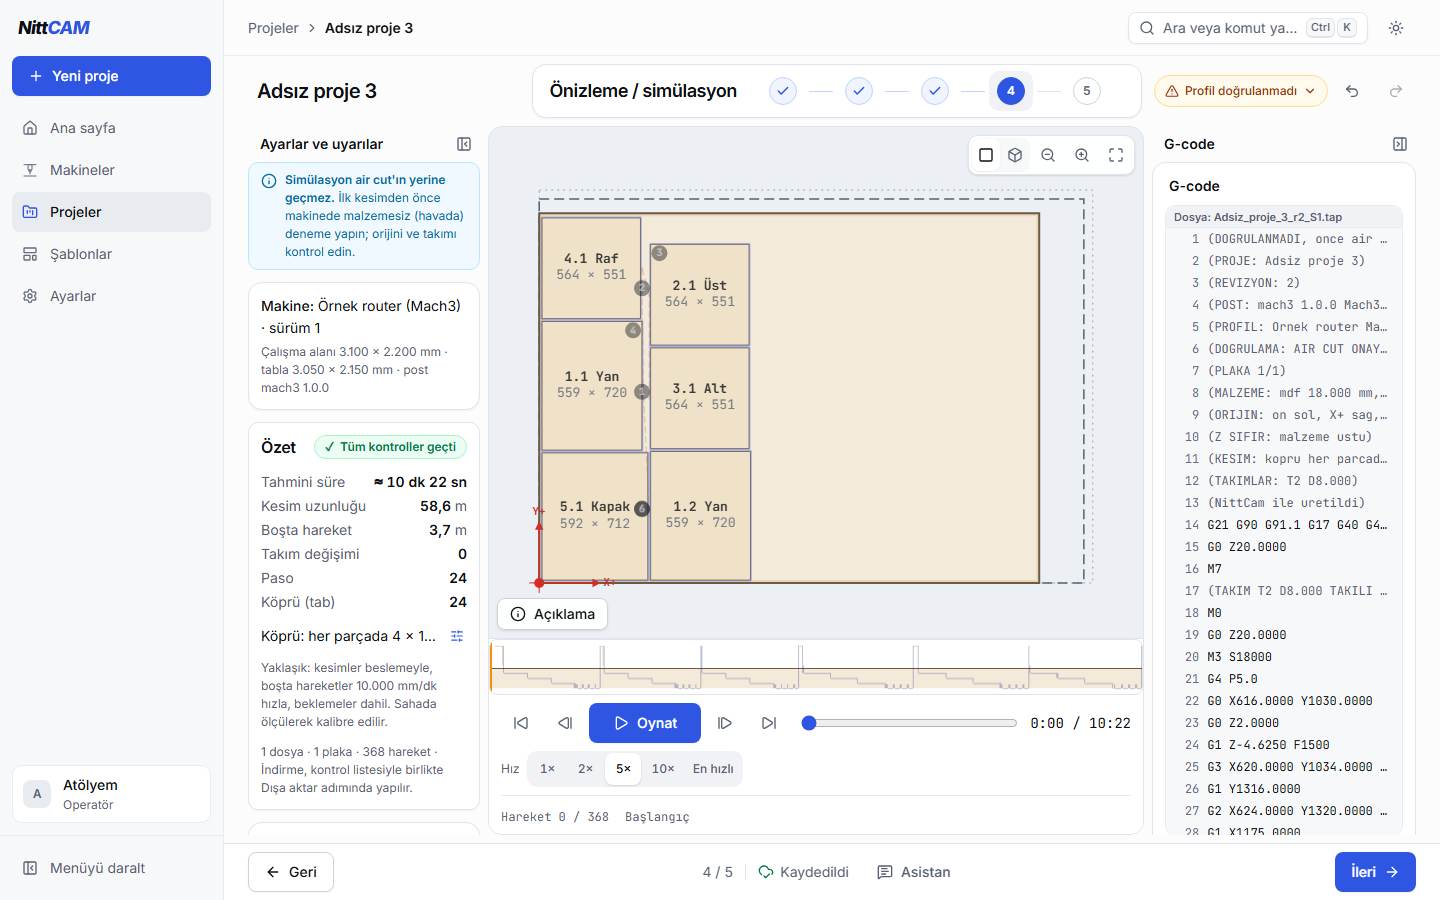 NittCAM
Yeni proje
Ana sayfa
Makineler
Projeler
Şablonlar
Ayarlar
A
Atölyem
Operatör
Menüyü daralt
Projeler
Adsız proje 3
Ara veya komut ya...
Ctrl
K
Adsız proje 3
Önizleme / simülasyon
4
5
Profil doğrulanmadı
Ayarlar ve uyarılar
Simülasyon air cut'ın yerine
geçmez. İlk kesimden önce
makinede malzemesiz (havada)
deneme yapın; orijini ve takımı
kontrol edin.
Makine: Örnek router (Mach3)
· sürüm 1
Çalışma alanı 3.100 × 2.200 mm ·
tabla 3.050 × 2.150 mm · post
mach3 1.0.0
Özet
✓ Tüm kontroller geçti
Tahmini süre ≈ 10 dk 22 sn
Kesim uzunluğu 58,6 m
Boşta hareket 3,7 m
Takım değişimi 0
Paso 24
Köprü (tab) 24
Köprü: her parçada 4 × 1...
Yaklaşık: kesimler beslemeyle,
boşta hareketler 10.000 mm/dk
hızla, beklemeler dahil. Sahada
ölçülerek kalibre edilir.
1 dosya · 1 plaka · 368 hareket ·
İndirme, kontrol listesiyle birlikte
Dışa aktar adımında yapılır.
4.1 Raf
564 × 551
3
2
2.1 Üst
564 × 551
4
1.1 Yan
559 × 720
1
3.1 Alt
564 × 551
5.1 Kapak
592 × 712
6
1.2 Yan
559 × 720
Y+
X+
Açıklama
Oynat
0:00 / 10:22
Hız
1×
2×
5×
10×
En hızlı
Hareket 0 / 368 Başlangıç
G-code
G-code
Dosya: Adsiz_proje_3_r2_S1.tap
1 (DOGRULANMADI, once air …
2 (PROJE: Adsiz proje 3)
3 (REVIZYON: 2)
4 (POST: mach3 1.0.0 Mach3…
5 (PROFIL: Ornek router Ma…
6 (DOGRULAMA: AIR CUT ONAY…
7 (PLAKA 1/1)
8 (MALZEME: mdf 18.000 mm,…
9 (ORIJIN: on sol, X+ sag,…
10 (Z SIFIR: malzeme ustu)
11 (KESIM: kopru her parcad…
12 (TAKIMLAR: T2 D8.000)
13 (NittCam ile uretildi)
14 G21 G90 G91.1 G17 G40 G4…
15 G0 Z20.0000
16 M7
17 (TAKIM T2 D8.000 TAKILI …
18 M0
19 G0 Z20.0000
20 M3 S18000
21 G4 P5.0
22 G0 X616.0000 Y1030.0000
23 G0 Z2.0000
24 G1 Z-4.6250 F1500
25 G3 X620.0000 Y1034.0000 …
26 G1 Y1316.0000
27 G2 X624.0000 Y1320.0000 …
28 G1 X1175.0000
Geri
4 / 5
Kaydedildi
Asistan
İleri